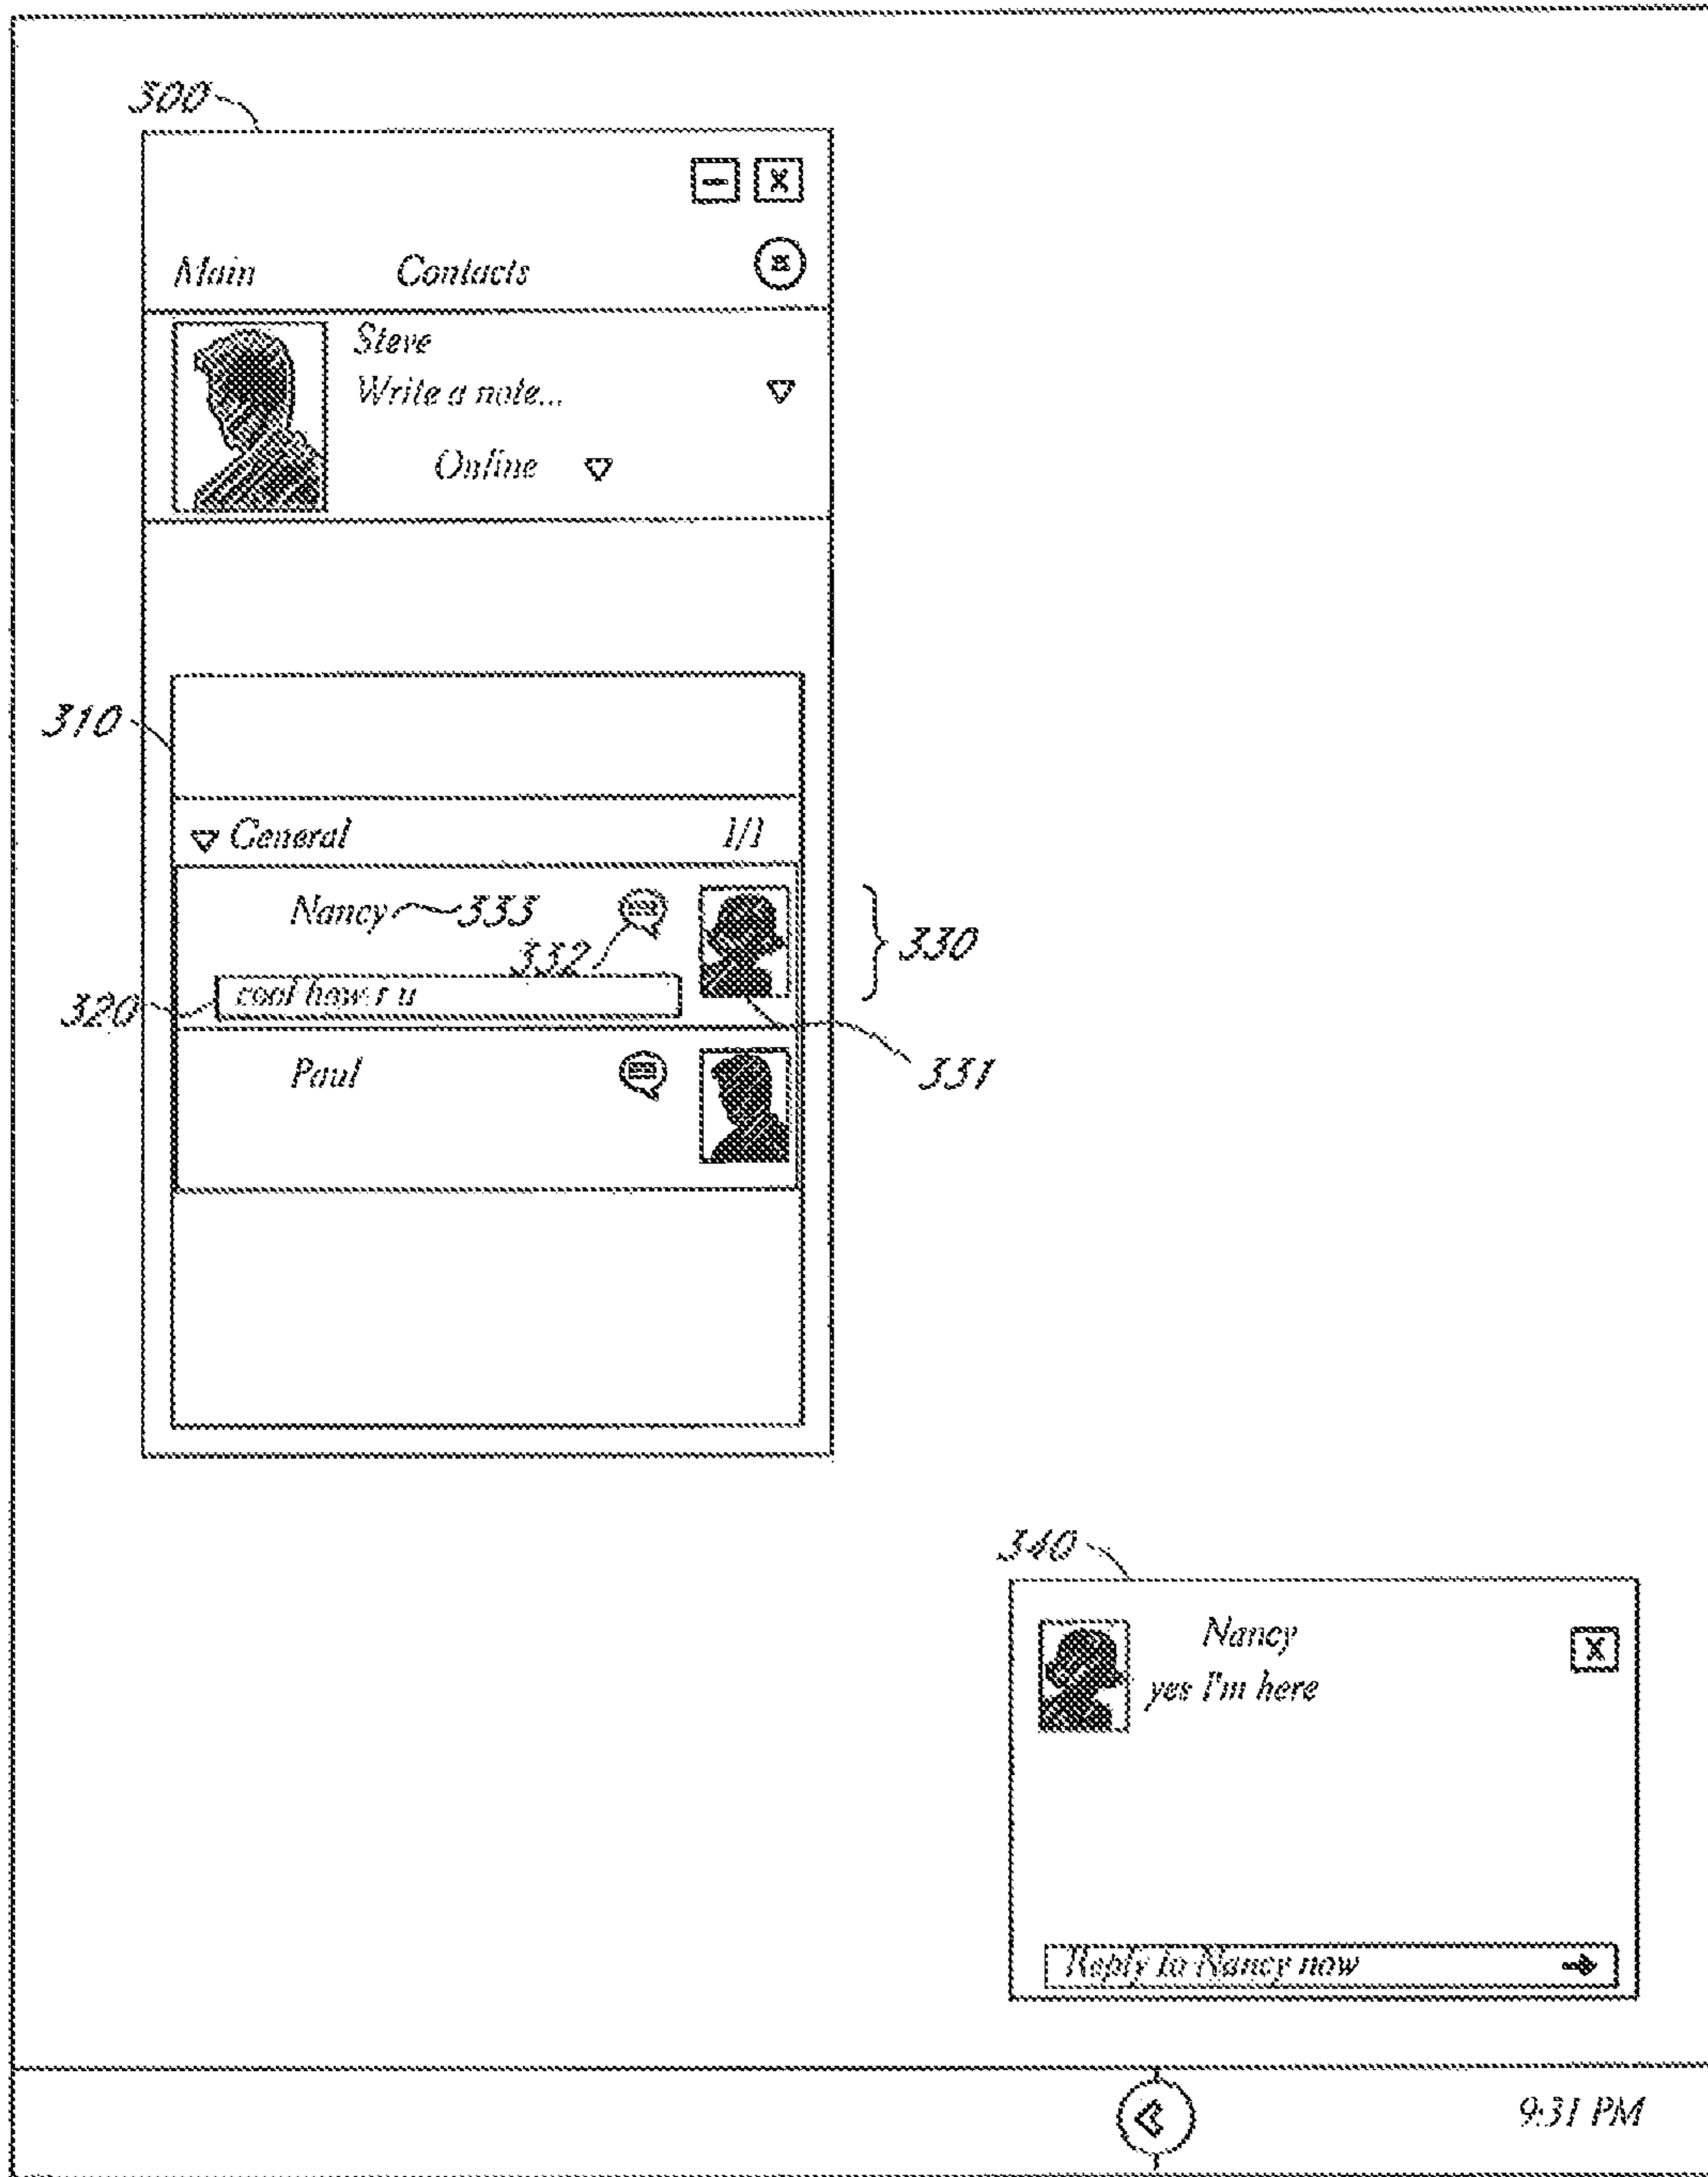 300
Main Contacts
Steve
Write a note...
Online
310
General 1/1
Nancy 333
332
330
320
cool how r u
331
Paul
340
Nancy
yes I'm here
Reply to Nancy now
9:31 PM